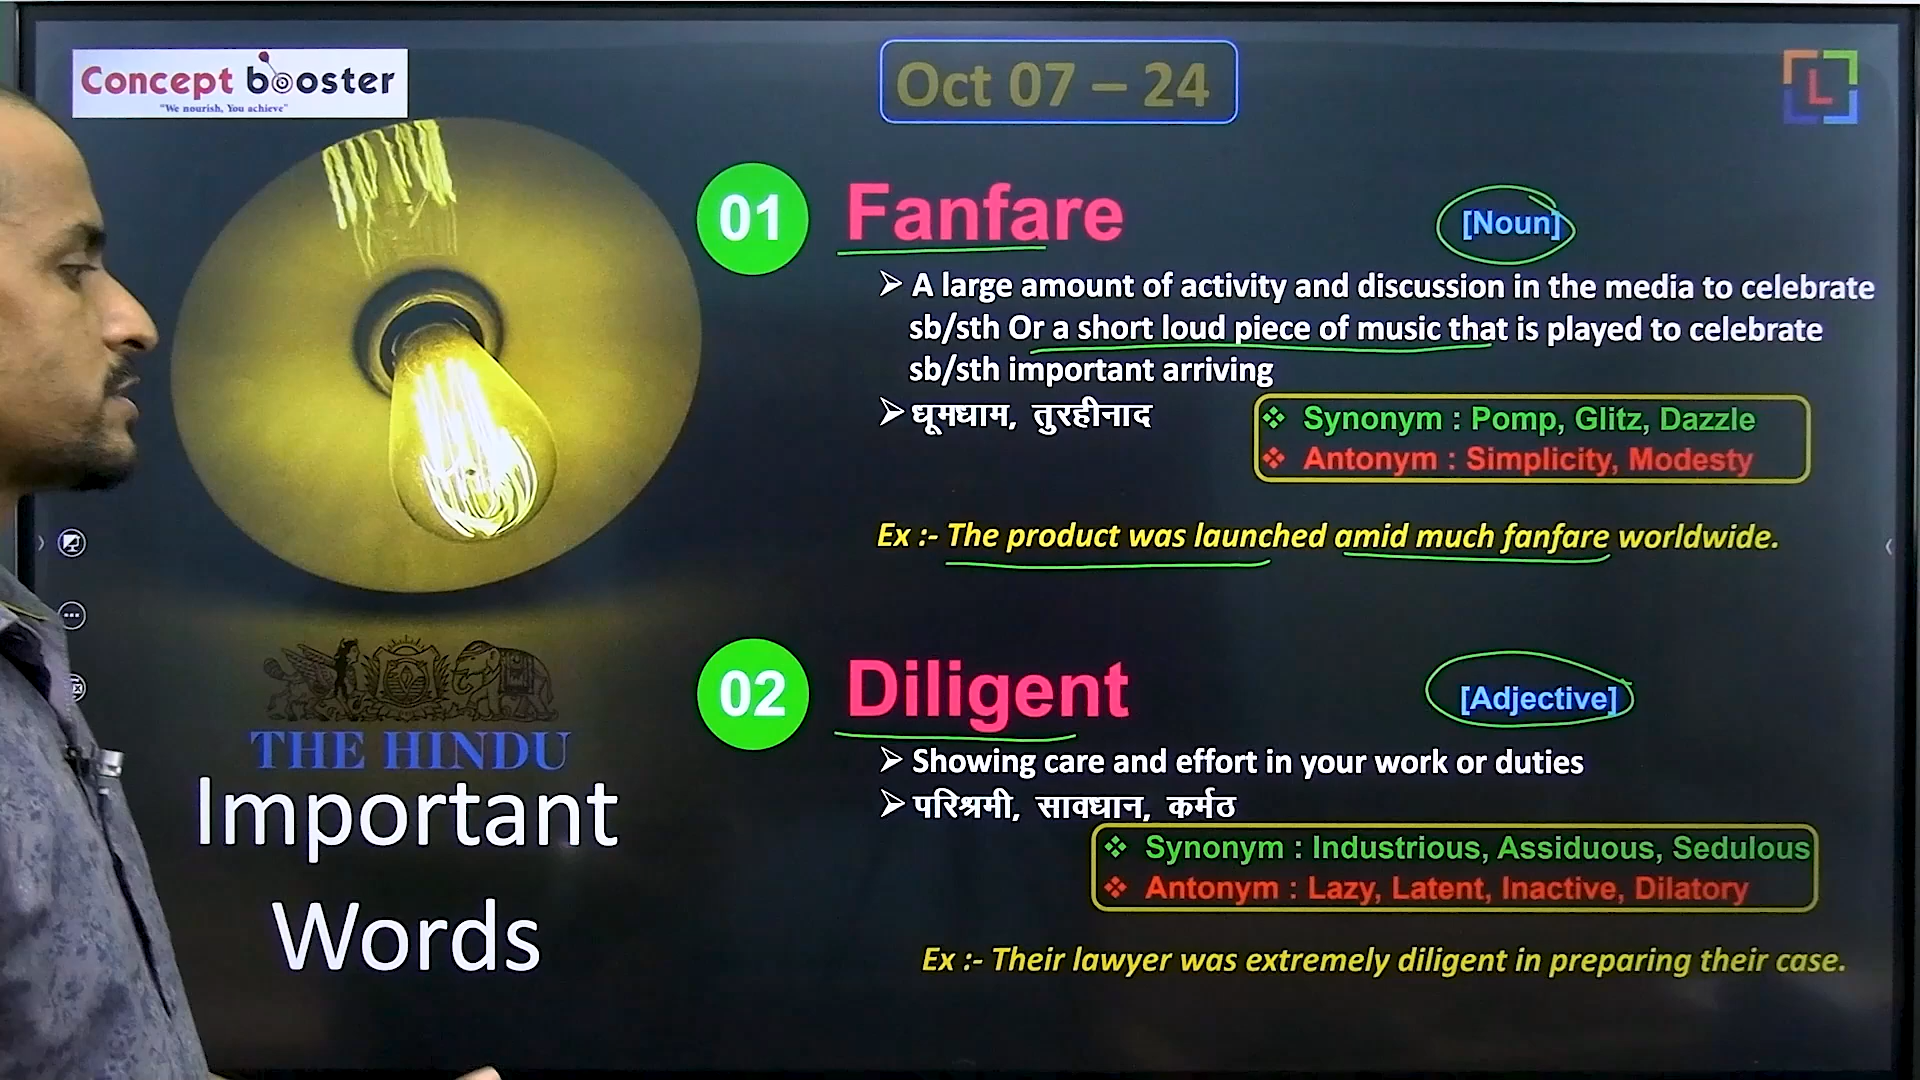 Concept booster
"We nourish, You achieve"
Oct 07 – 24
L
01 Fanfare [Noun]
A large amount of activity and discussion in the media to celebrate
sb/sth Or a short loud piece of music that is played to celebrate
sb/sth important arriving
धूमधाम, तुरहीनाद
Synonym : Pomp, Glitz, Dazzle
Antonym : Simplicity, Modesty
Ex :- The product was launched amid much fanfare worldwide.
02 Diligent [Adjective]
Showing care and effort in your work or duties
परिश्रमी, सावधान, कर्मठ
Synonym : Industrious, Assiduous, Sedulous
Antonym : Lazy, Latent, Inactive, Dilatory
Ex :- Their lawyer was extremely diligent in preparing their case.
THE HINDU
Important
Words